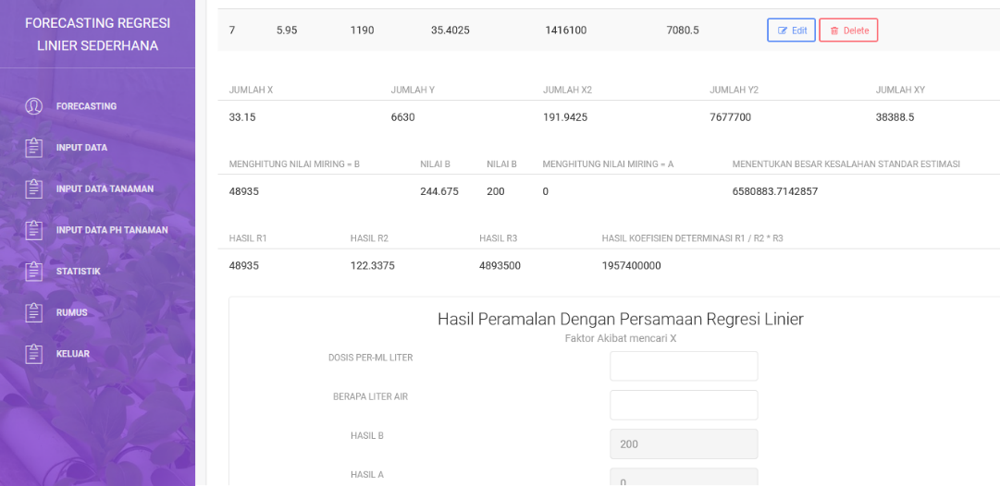 FORECASTING REGRESI
LINIER SEDERHANA
FORECASTING
INPUT DATA
INPUT DATA TANAMAN
INPUT DATA PH TANAMAN
STATISTIK
RUMUS
KELUAR
7 5.95 1190 35.4025 1416100 7080.5 Edit Delete
JUMLAH X JUMLAH Y JUMLAH X2 JUMLAH Y2 JUMLAH XY
33.15 6630 191.9425 7677700 38388.5
MENGHITUNG NILAI MIRING = B NILAI B NILAI B MENGHITUNG NILAI MIRING = A MENENTUKAN BESAR KESALAHAN STANDAR ESTIMASI
48935 244.675 200 0 6580883.7142857
HASIL R1 HASIL R2 HASIL R3 HASIL KOEFISIEN DETERMINASI R1 / R2 * R3
48935 122.3375 4893500 1957400000
Hasil Peramalan Dengan Persamaan Regresi Linier
Faktor Akibat mencari X
DOSIS PER-ML LITER
BERAPA LITER AIR
HASIL B 200
HASIL A 0